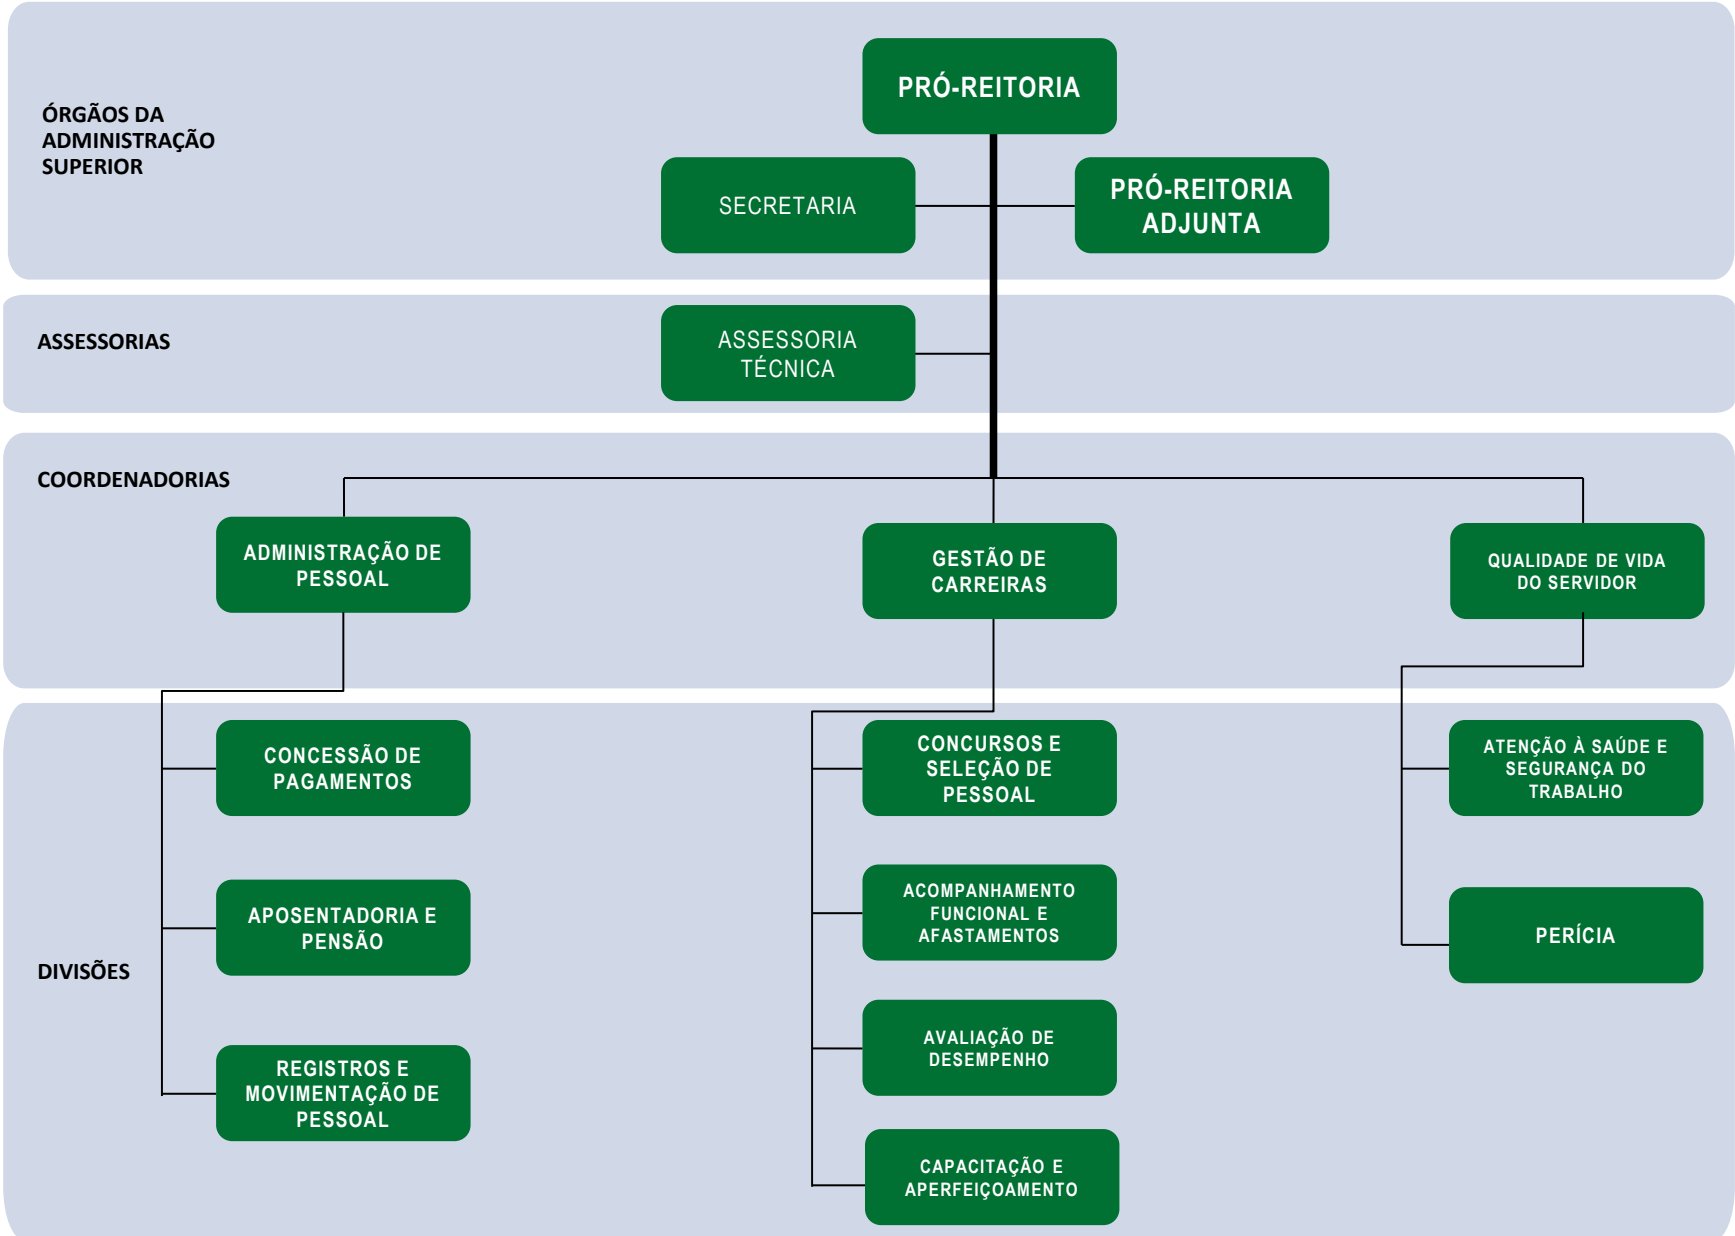 PRÓ-REITORIA
ÓRGÃOS DA
ADMINISTRAÇÃO
SUPERIOR
SECRETARIA
PRÓ-REITORIA
ADJUNTA
ASSESSORIAS
ASSESSORIA
TÉCNICA
COORDENADORIAS
ADMINISTRAÇÃO DE
PESSOAL
GESTÃO DE
CARREIRAS
QUALIDADE DE VIDA
DO SERVIDOR
DIVISÕES
CONCESSÃO DE
PAGAMENTOS
APOSENTADORIA E
PENSÃO
REGISTROS E
MOVIMENTAÇÃO DE
PESSOAL
CONCURSOS E
SELEÇÃO DE
PESSOAL
ACOMPANHAMENTO
FUNCIONAL E
AFASTAMENTOS
AVALIAÇÃO DE
DESEMPENHO
CAPACITAÇÃO E
APERFEIÇOAMENTO
ATENÇÃO À SAÚDE E
SEGURANÇA DO
TRABALHO
PERÍCIA